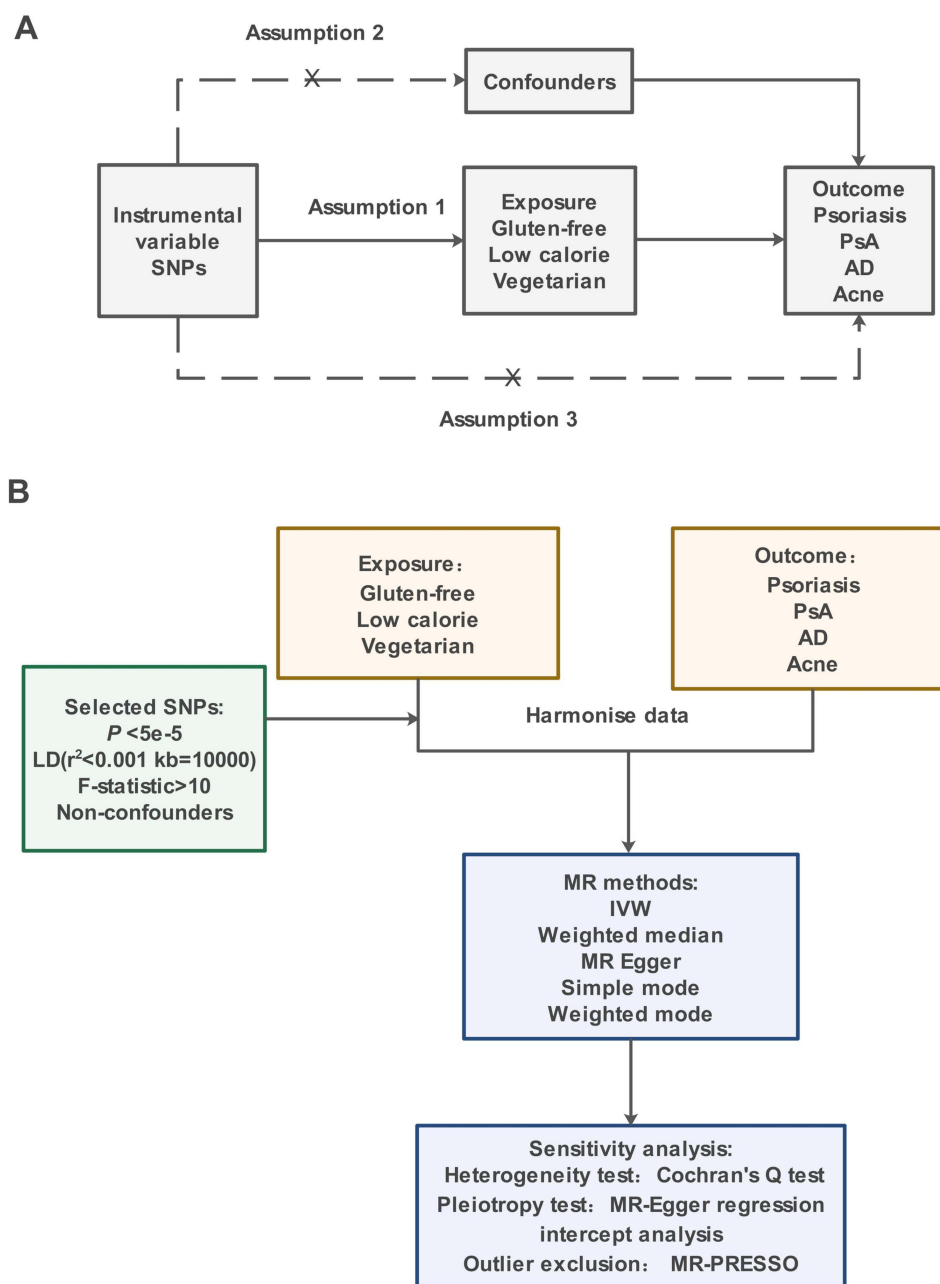 A
Assumption 2
Confounders
Instrumental
variable
SNPs
Assumption 1
Exposure
Gluten-free
Low calorie
Vegetarian
Outcome
Psoriasis
PsA
AD
Acne
X
X
Assumption 3
B
Exposure：
Gluten-free
Low calorie
Vegetarian
Outcome：
Psoriasis
PsA
AD
Acne
Selected SNPs:
P <5e-5
LD(r²<0.001 kb=10000)
F-statistic>10
Non-confounders
Harmonise data
MR methods:
IVW
Weighted median
MR Egger
Simple mode
Weighted mode
Sensitivity analysis:
Heterogeneity test：Cochran's Q test
Pleiotropy test：MR-Egger regression
intercept analysis
Outlier exclusion：MR-PRESSO